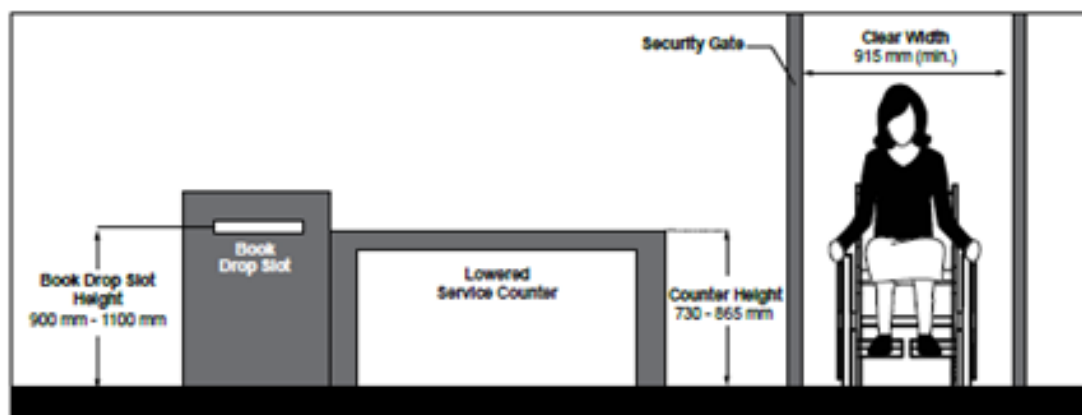 Security Gate
Clear Width
915 mm (min.)
Book
Drop Slot
Book Drop Slot
Height
900 mm - 1100 mm
Lowered
Service Counter
Counter Height
730 - 865 mm